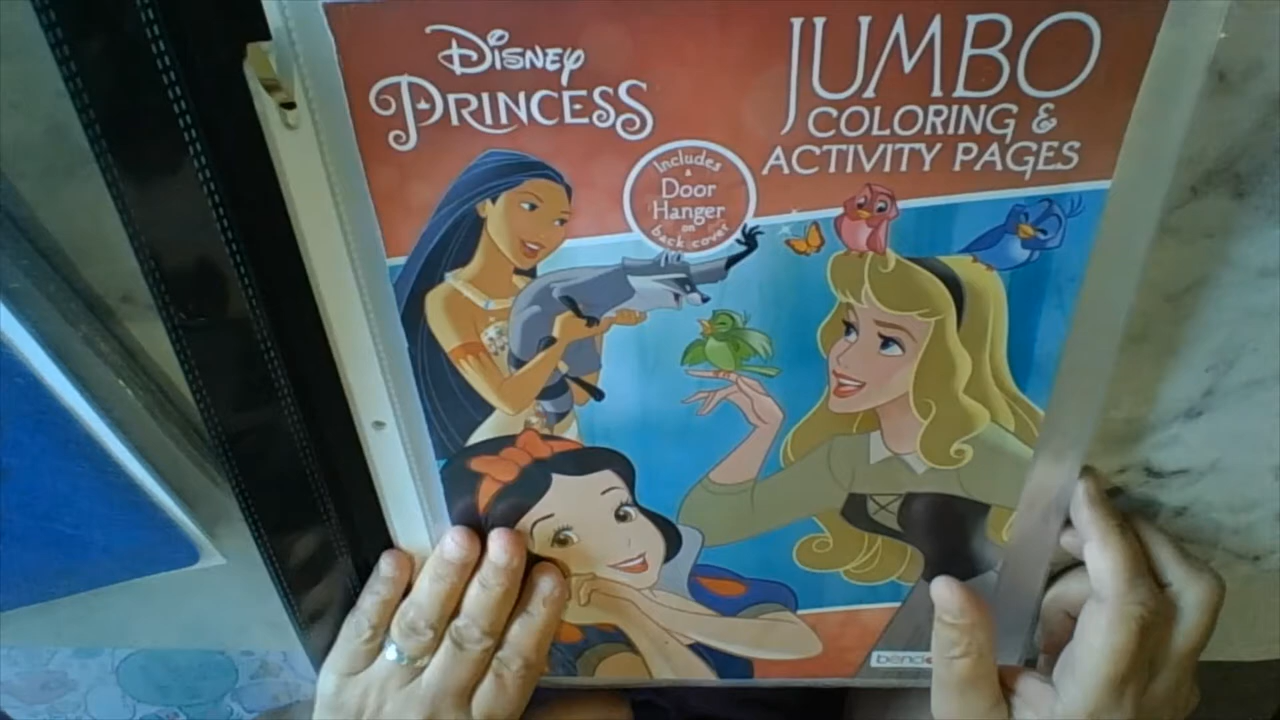 Disney
PRINCESS
JUMBO
COLORING &
ACTIVITY PAGES
Includes
a
Door
Hanger
on
back cover